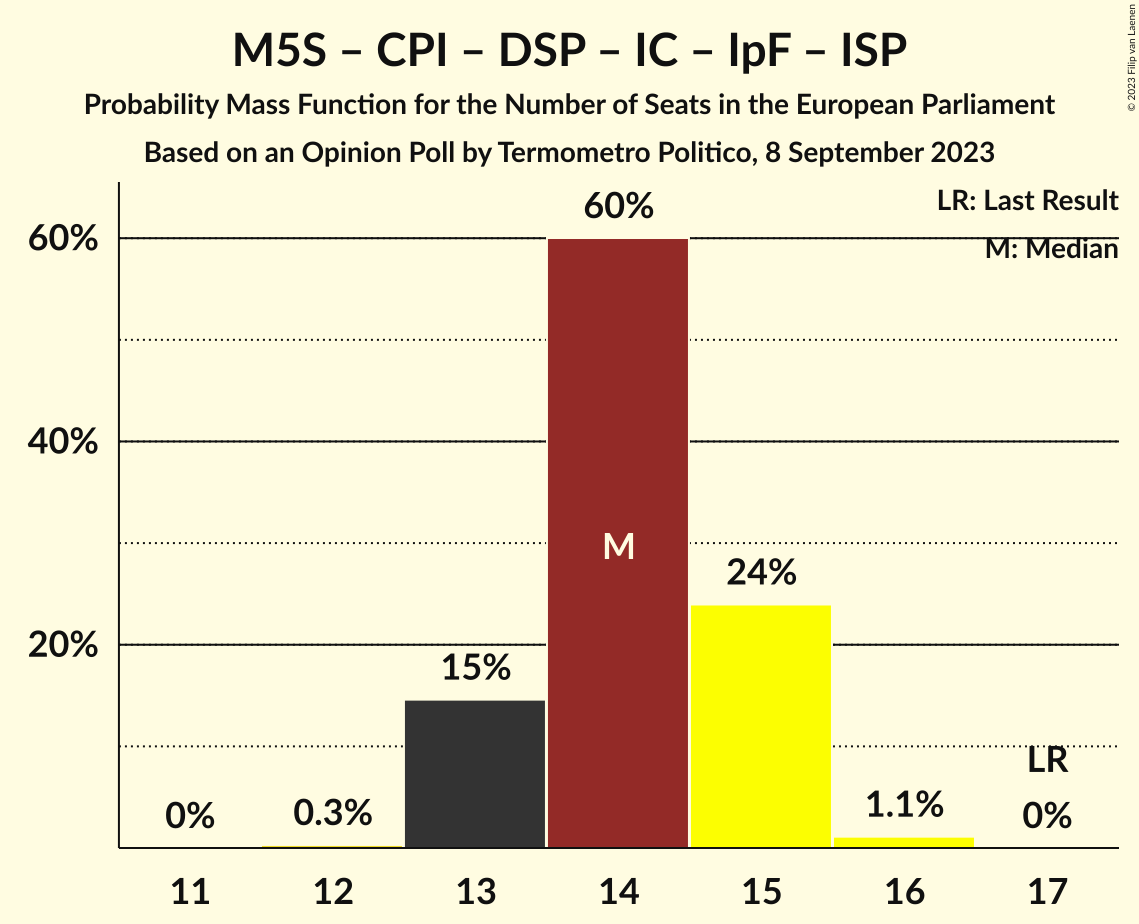 M5S – CPI – DSP – IC – IpF – ISP
Probability Mass Function for the Number of Seats in the European Parliament
Based on an Opinion Poll by Termometro Politico, 8 September 2023
© 2023 Filip van Laenen
LR: Last Result
M: Median
60%
40%
20%
0%
0.3%
15%
60%
M
24%
1.1%
LR
0%
11 12 13 14 15 16 17